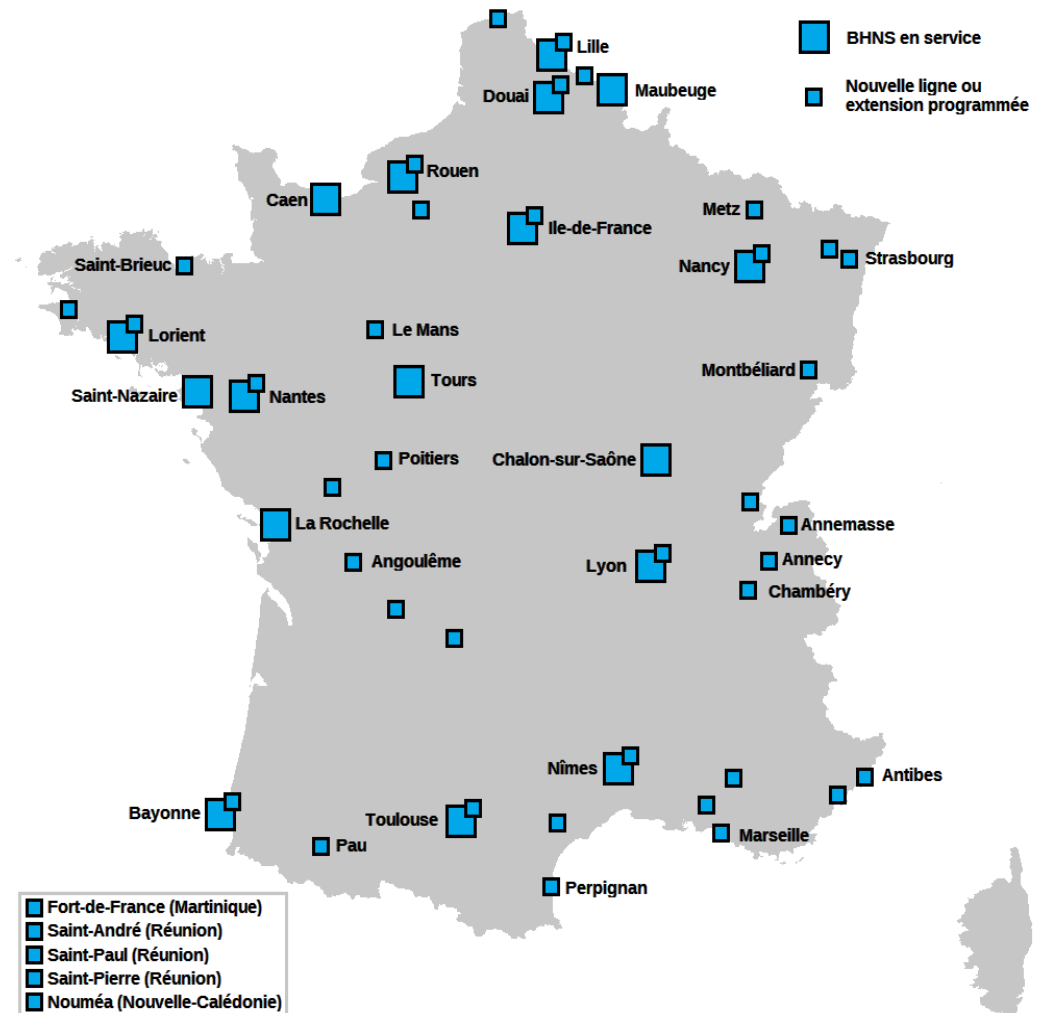 Lille
BHNS en service
Nouvelle ligne ou
extension programmée
Douai
Maubeuge
Rouen
Caen
Metz
Ile-de-France
Nancy
Strasbourg
Saint-Brieuc
Lorient
Le Mans
Montbéliard
Tours
Saint-Nazaire
Nantes
Poitiers
Chalon-sur-Saône
La Rochelle
Annemasse
Angoulême
Lyon
Annecy
Chambéry
Nîmes
Antibes
Bayonne
Toulouse
Marseille
Pau
Perpignan
Fort-de-France (Martinique)
Saint-André (Réunion)
Saint-Paul (Réunion)
Saint-Pierre (Réunion)
Nouméa (Nouvelle-Calédonie)